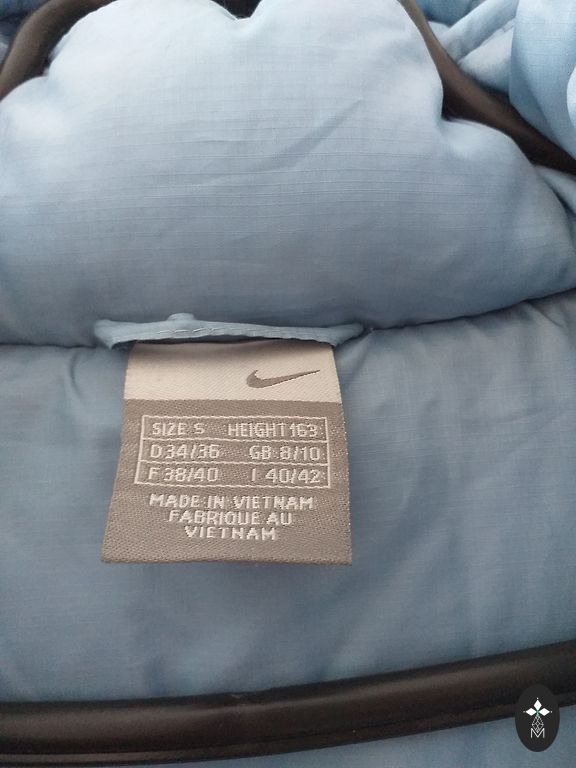 SIZE S HEIGHT 163
D 34/36 GB 8/10
F 38/40 I 40/42
MADE IN VIETNAM
FABRIQUE AU
VIETNAM
M